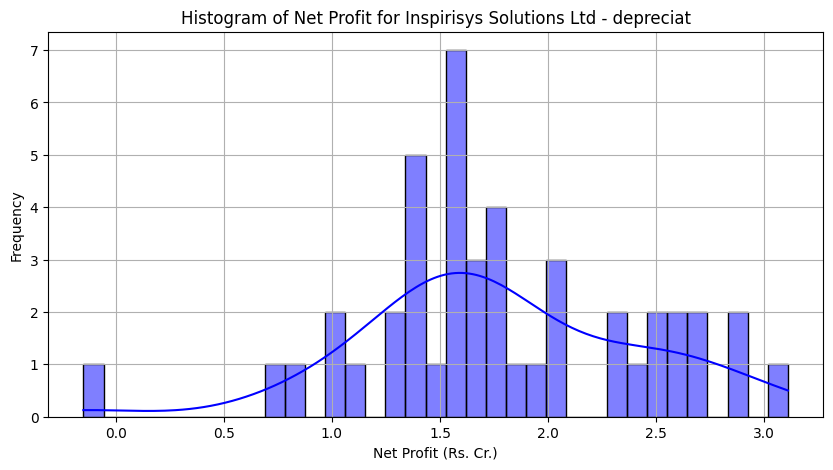 Histogram of Net Profit for Inspirisys Solutions Ltd - depreciat
7
6
5
4
3
2
1
0
Frequency
0.0 0.5 1.0 1.5 2.0 2.5 3.0
Net Profit (Rs. Cr.)